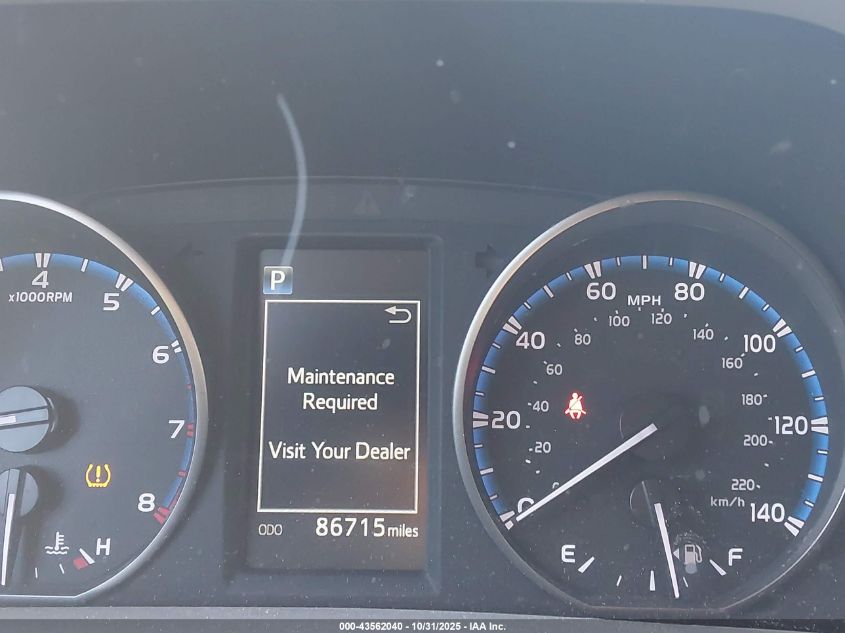 4
x1000RPM
5
6
7
8
H
P
Maintenance
Required
Visit Your Dealer
ODO 86715 miles
0
20
40
60
MPH
80
100
120
140
20
40
60
80
100
120
140
160
180
200
220
km/h
E
F
000-43562040 - 10/31/2025 - IAA Inc.